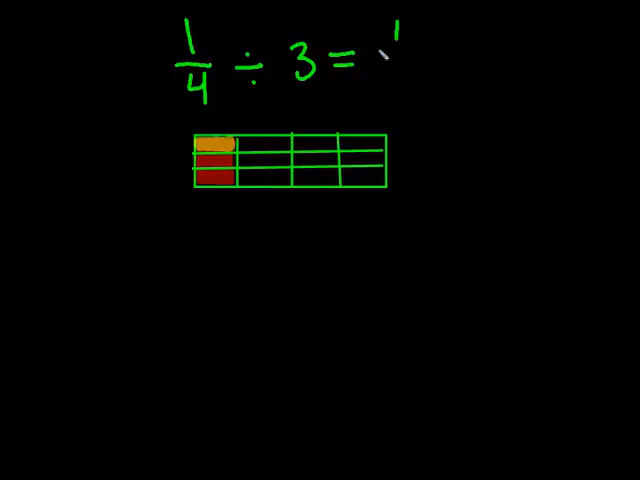 1/4 ÷ 3 = 1